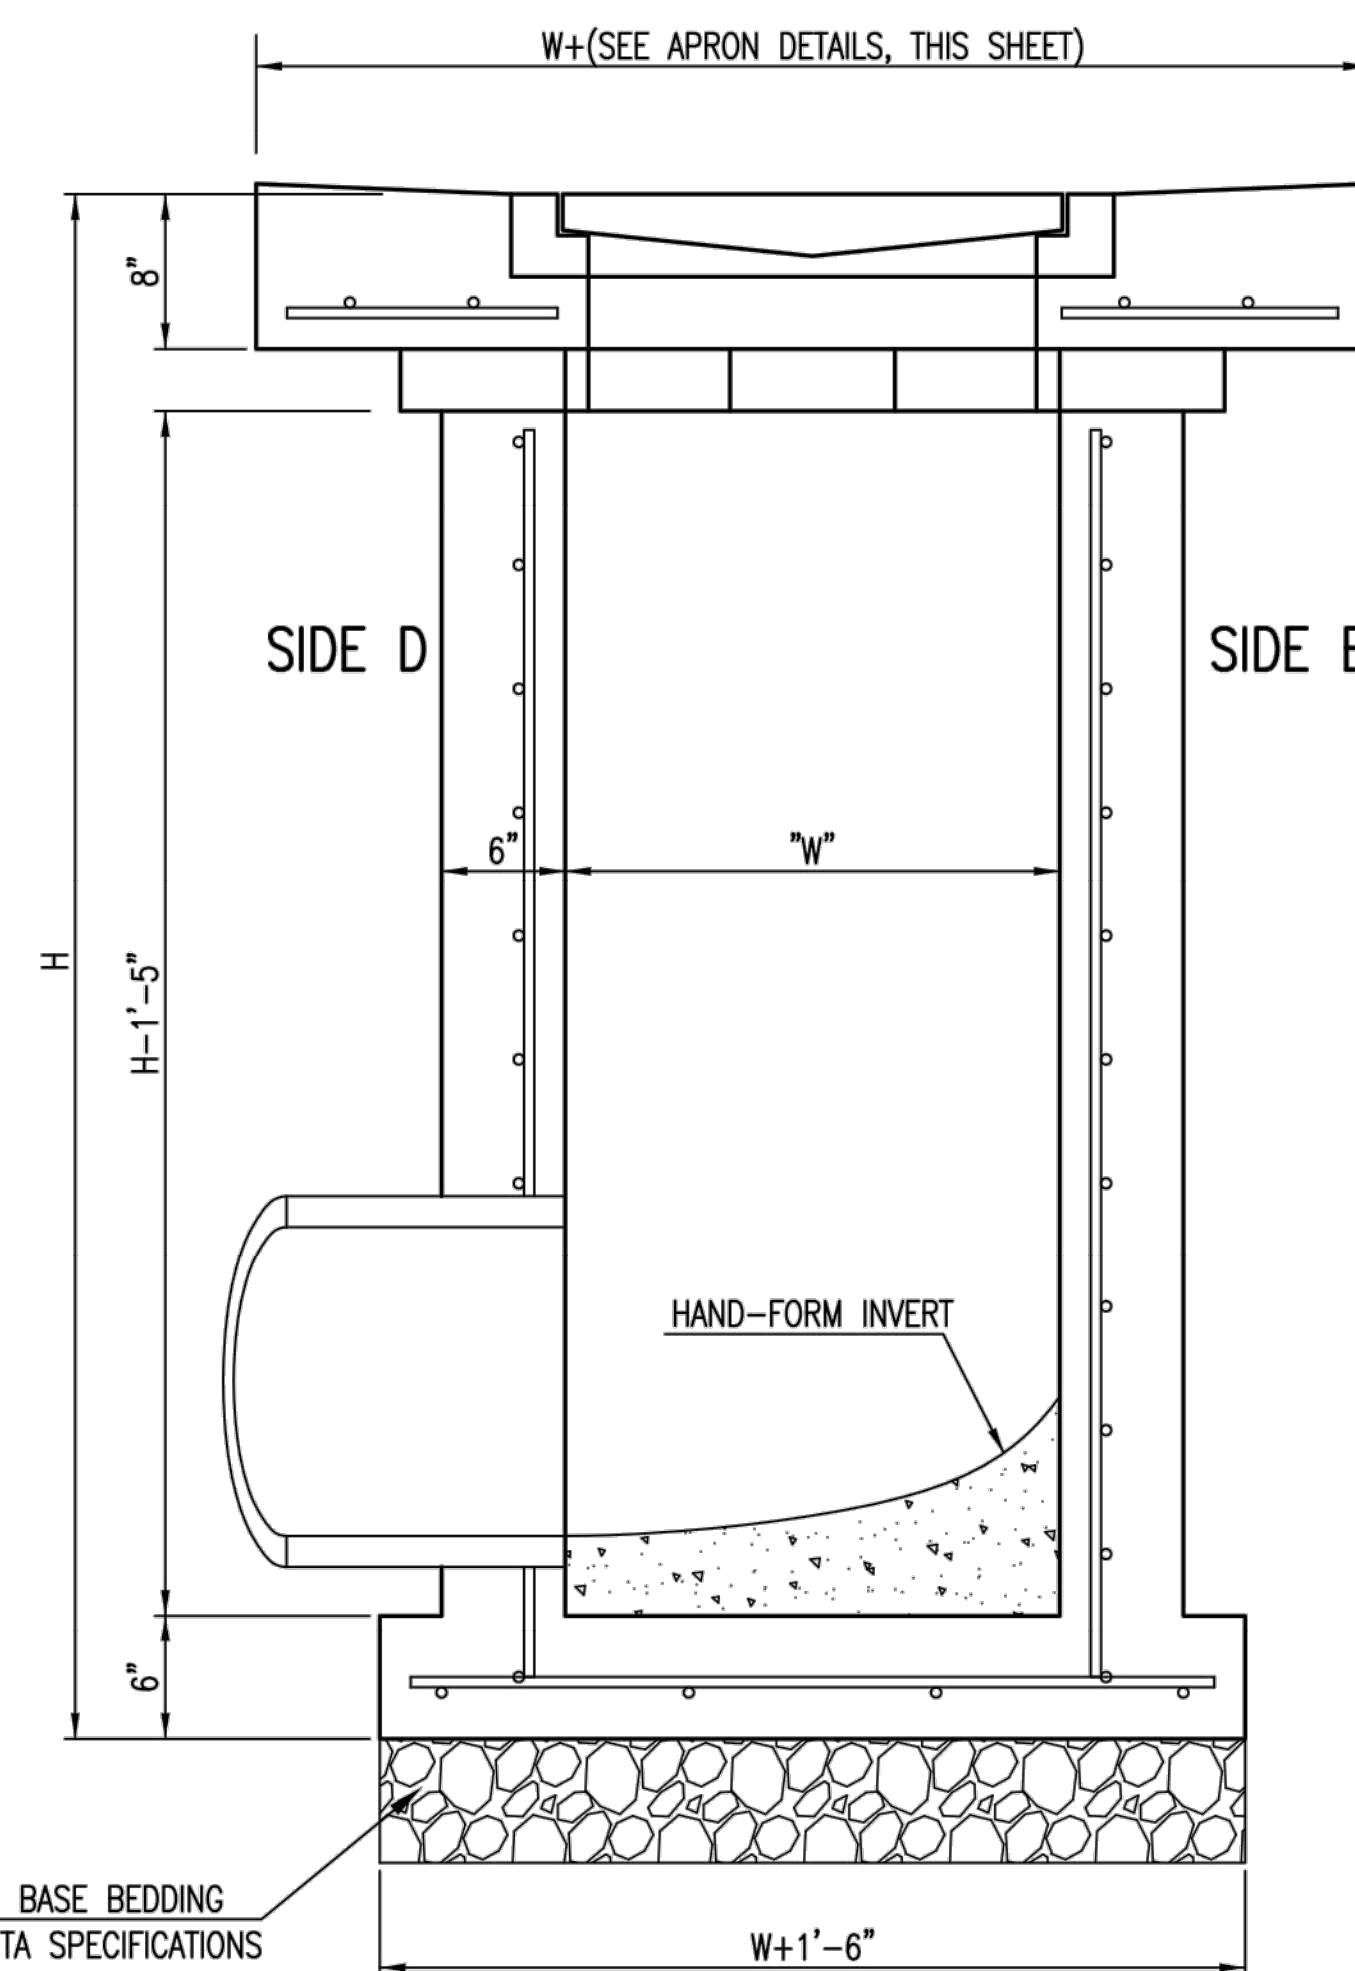 W+(SEE APRON DETAILS, THIS SHEET)
8”
SIDE D
SIDE
6”
”W”
H
H-1'-5”
HAND-FORM INVERT
6”
BASE BEDDING
TA SPECIFICATIONS
W+1'-6”